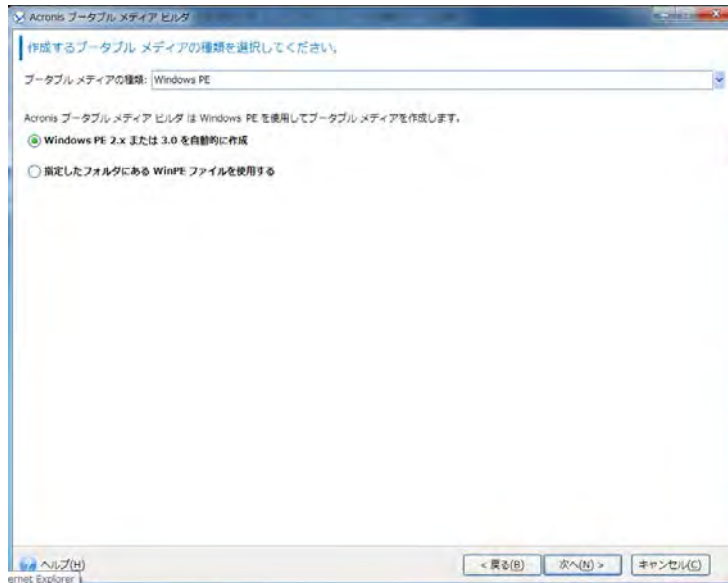 Acronis ブータブル メディア ビルダ
作成するブータブル メディアの種類を選択してください。
ブータブル メディアの種類: Windows PE
Acronis ブータブル メディア ビルダ は Windows PE を使用してブータブル メディアを作成します。
Windows PE 2.x または 3.0 を自動的に作成
指定したフォルダにある WinPE ファイルを使用する
ヘルプ(H)
< 戻る(B)
次へ(N) >
キャンセル(C)
ernet Explorer